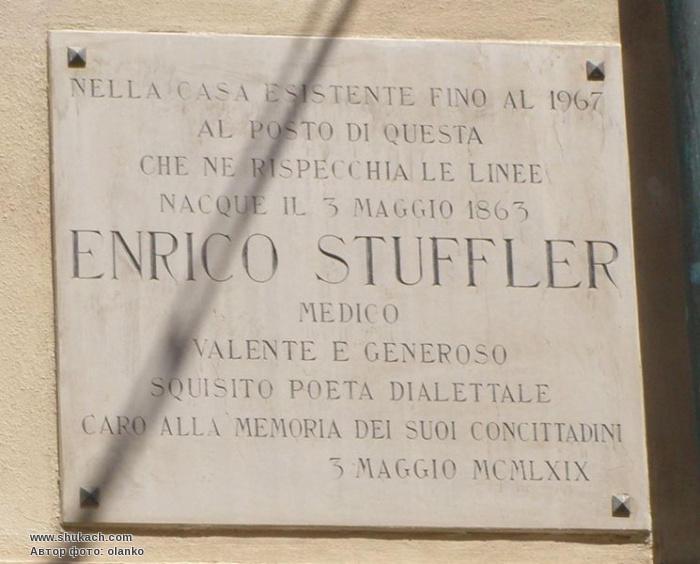 NELLA CASA ESISTENTE FINO AL 1967
AL POSTO DI QUESTA
CHE NE RISPECCHIA LE LINEE
NACQUE IL 3 MAGGIO 1863
ENRICO STUFFLER
MEDICO
VALENTE E GENEROSO
SQUISITO POETA DIALETTALE
CARO ALLA MEMORIA DEI SUOI CONCITTADINI
3 MAGGIO MCMLXIX
www.shukach.com
Автор фото: olanko